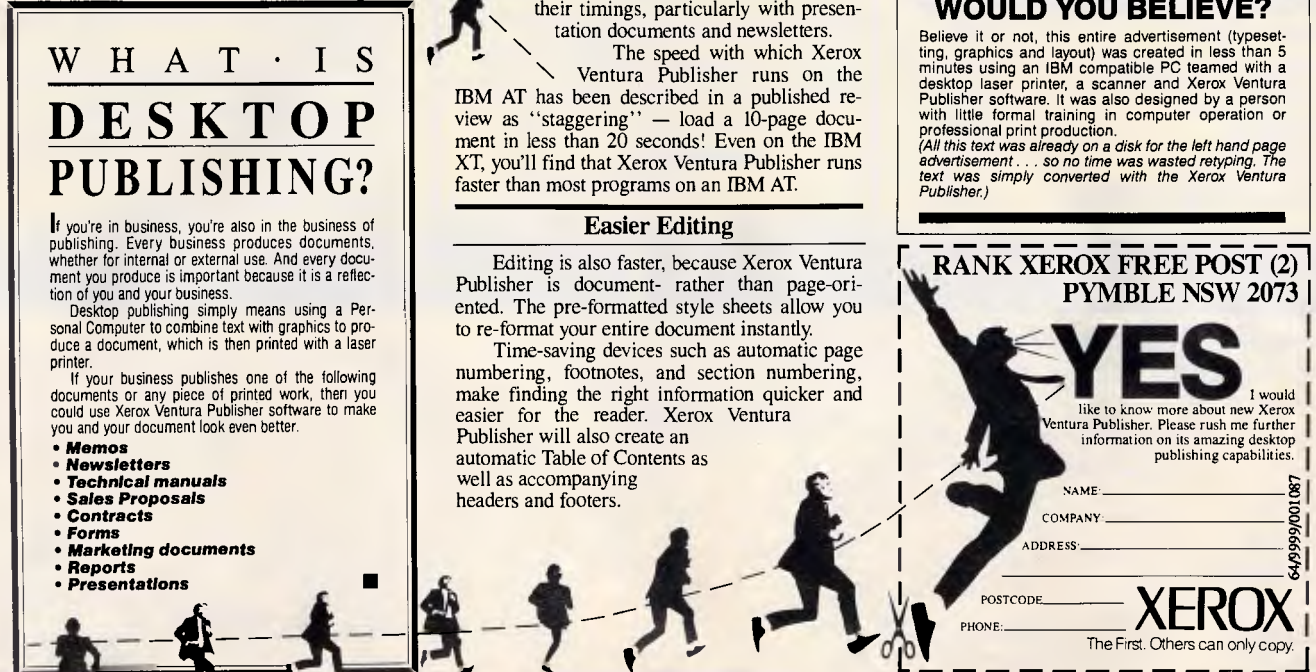 W H A T · I S
DESKTOP
PUBLISHING?
If you're in business, you're also in the business of
publishing. Every business produces documents,
whether for internal or external use. And every docu-
ment you produce is important because it is a reflec-
tion of you and your business.
Desktop publishing simply means using a Per-
sonal Computer to combine text with graphics to pro-
duce a document, which is then printed with a laser
printer.
If your business publishes one of the following
documents or any piece of printed work, then you
could use Xerox Ventura Publisher software to make
you and your document look even better.
• Memos
• Newsletters
• Technical manuals
• Sales Proposals
• Contracts
• Forms
• Marketing documents
• Reports
• Presentations
their timings, particularly with presen-
tation documents and newsletters.
The speed with which Xerox
Ventura Publisher runs on the
IBM AT has been described in a published re-
view as "staggering" — load a 10-page docu-
ment in less than 20 seconds! Even on the IBM
XT, you'll find that Xerox Ventura Publisher runs
faster than most programs on an IBM AT.
Easier Editing
Editing is also faster, because Xerox Ventura
Publisher is document- rather than page-ori-
ented. The pre-formatted style sheets allow you
to re-format your entire document instantly.
Time-saving devices such as automatic page
numbering, footnotes, and section numbering,
make finding the right information quicker and
easier for the reader. Xerox Ventura
Publisher will also create an
automatic Table of Contents as
well as accompanying
headers and footers.
WOULD YOU BELIEVE?
Believe it or not, this entire advertisement (typeset-
ting, graphics and layout) was created in less than 5
minutes using an IBM compatible PC teamed with a
desktop laser printer, a scanner and Xerox Ventura
Publisher software. It was also designed by a person
with little formal training in computer operation or
professional print production.
(All this text was already on a disk for the left hand page
advertisement . . . so no time was wasted retyping. The
text was simply converted with the Xerox Ventura
Publisher.)
RANK XEROX FREE POST (2)
PYMBLE NSW 2073
YES
I would
like to know more about new Xerox
Ventura Publisher. Please rush me further
information on its amazing desktop
publishing capabilities.
NAME:
COMPANY:
ADDRESS:
POSTCODE
PHONE:
64/9999/001087
XEROX
The First. Others can only copy.